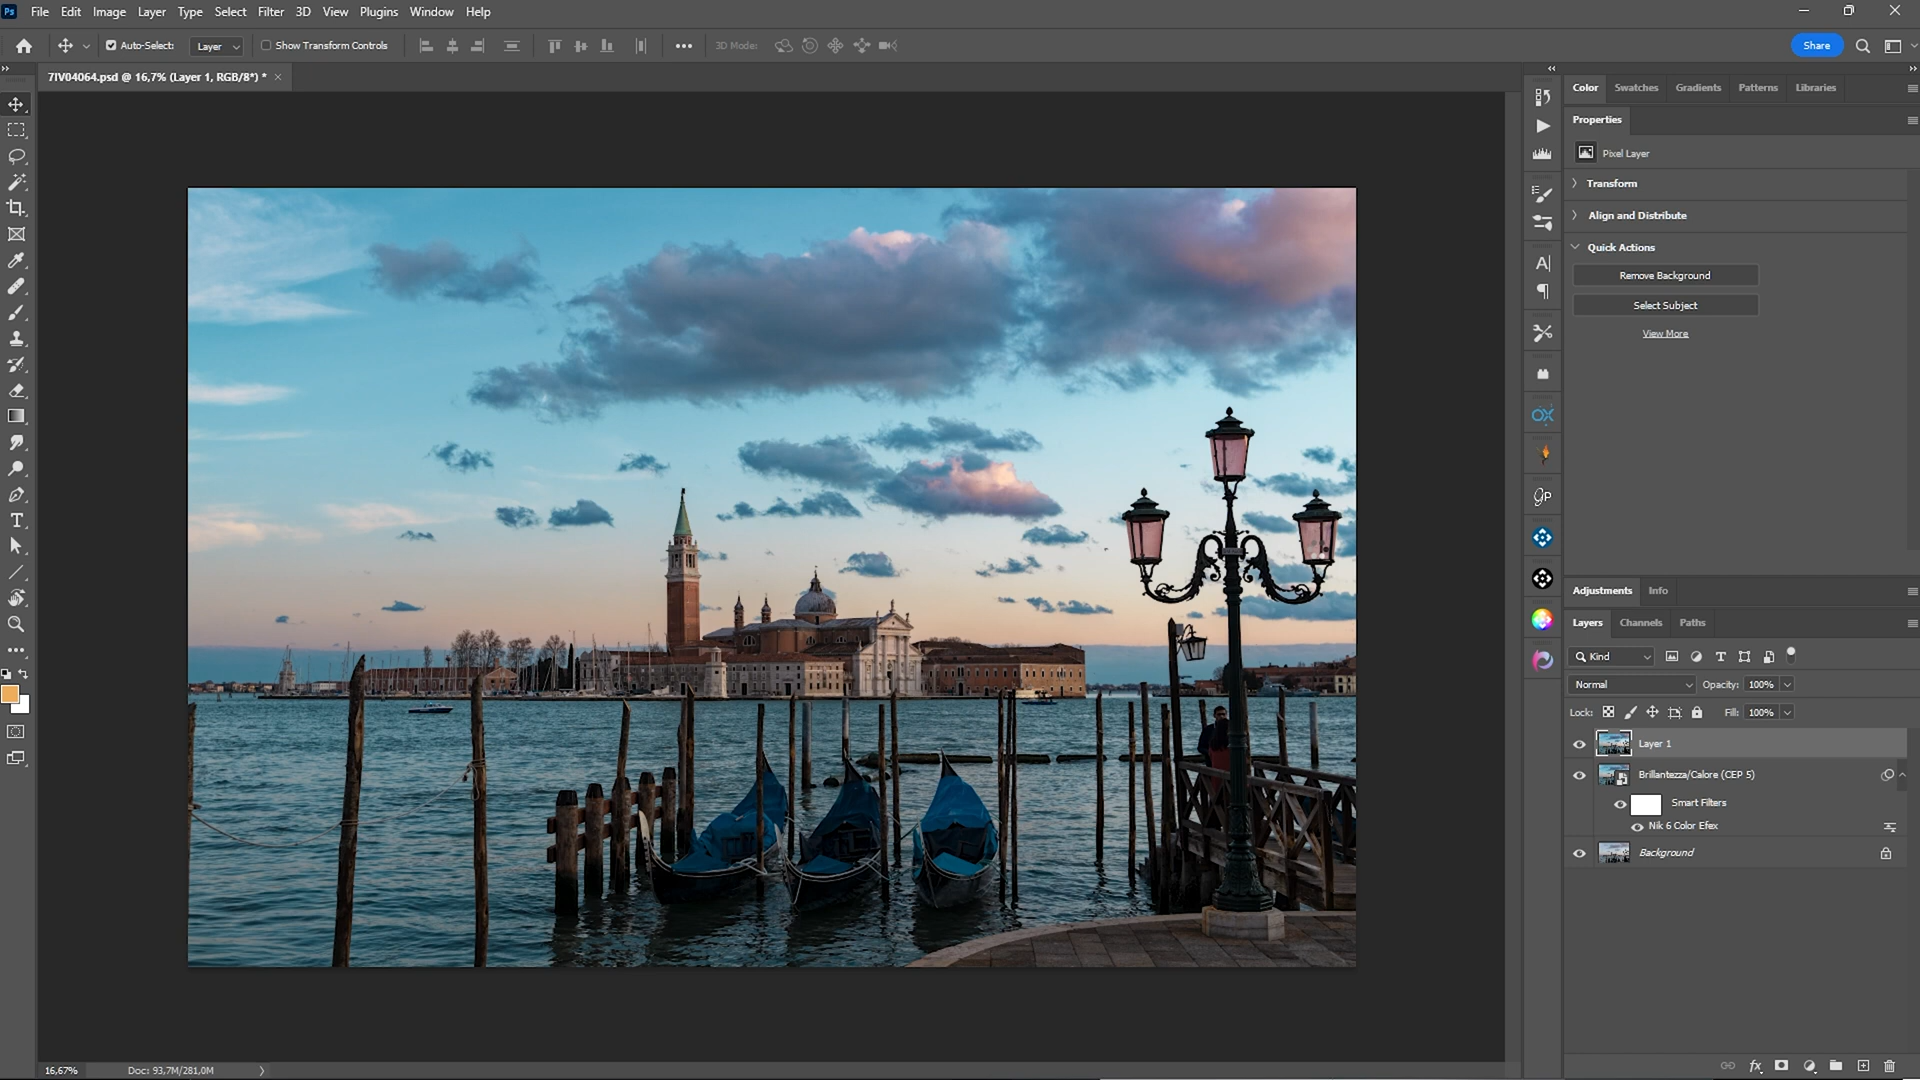 Ps File Edit Image Layer Type Select Filter 3D View Plugins Window Help
Auto-Select: Layer Show Transform Controls 3D Mode: Share
7IV04064.psd @ 16,7% (Layer 1, RGB/8*) *
Color Swatches Gradients Patterns Libraries
Properties
Pixel Layer
Transform
Align and Distribute
Quick Actions
Remove Background
Select Subject
View More
Adjustments Info
Layers Channels Paths
Kind
Normal Opacity: 100%
Lock: Fill: 100%
Layer 1
Brillantezza/Calore (CEP 5)
Smart Filters
Nik 6 Color Efex
Background
16,67% Doc: 93,7M/281,0M